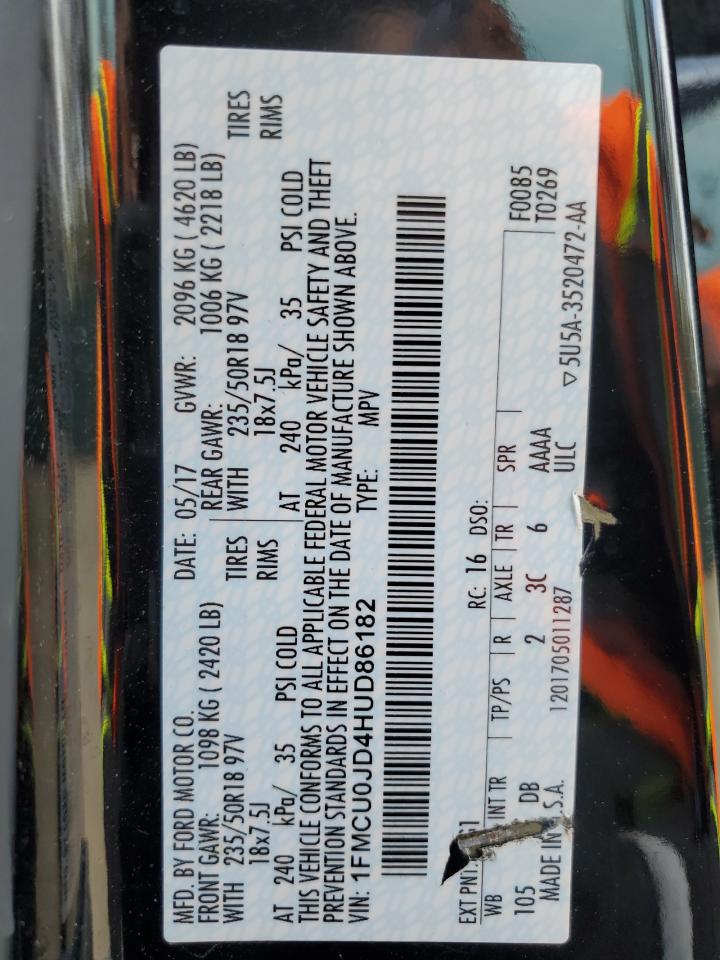 MFD. BY FORD MOTOR CO. DATE: 05/17 GVWR: 2096 KG ( 4620 LB)
FRONT GAWR: 1098 KG ( 2420 LB) REAR GAWR: 1006 KG ( 2218 LB)
WITH 235/50R18 97V TIRES WITH 235/50R18 97V TIRES
18x7.5J RIMS 18x7.5J RIMS
AT 240 kPa/ 35 PSI COLD AT 240 kPa/ 35 PSI COLD
THIS VEHICLE CONFORMS TO ALL APPLICABLE FEDERAL MOTOR VEHICLE SAFETY AND THEFT
PREVENTION STANDARDS IN EFFECT ON THE DATE OF MANUFACTURE SHOWN ABOVE.
VIN: 1FMCU0JD4HUD86182 TYPE: MPV
EXT PNT: RC: 16 DSO:
WB INT TR TP/PS R AXLE TR SPR F0085
105 DB 2 3C 6 AAAA T0269
ULC
MADE IN U.S.A. 1201705011287 ▽5U5A-3520472-AA